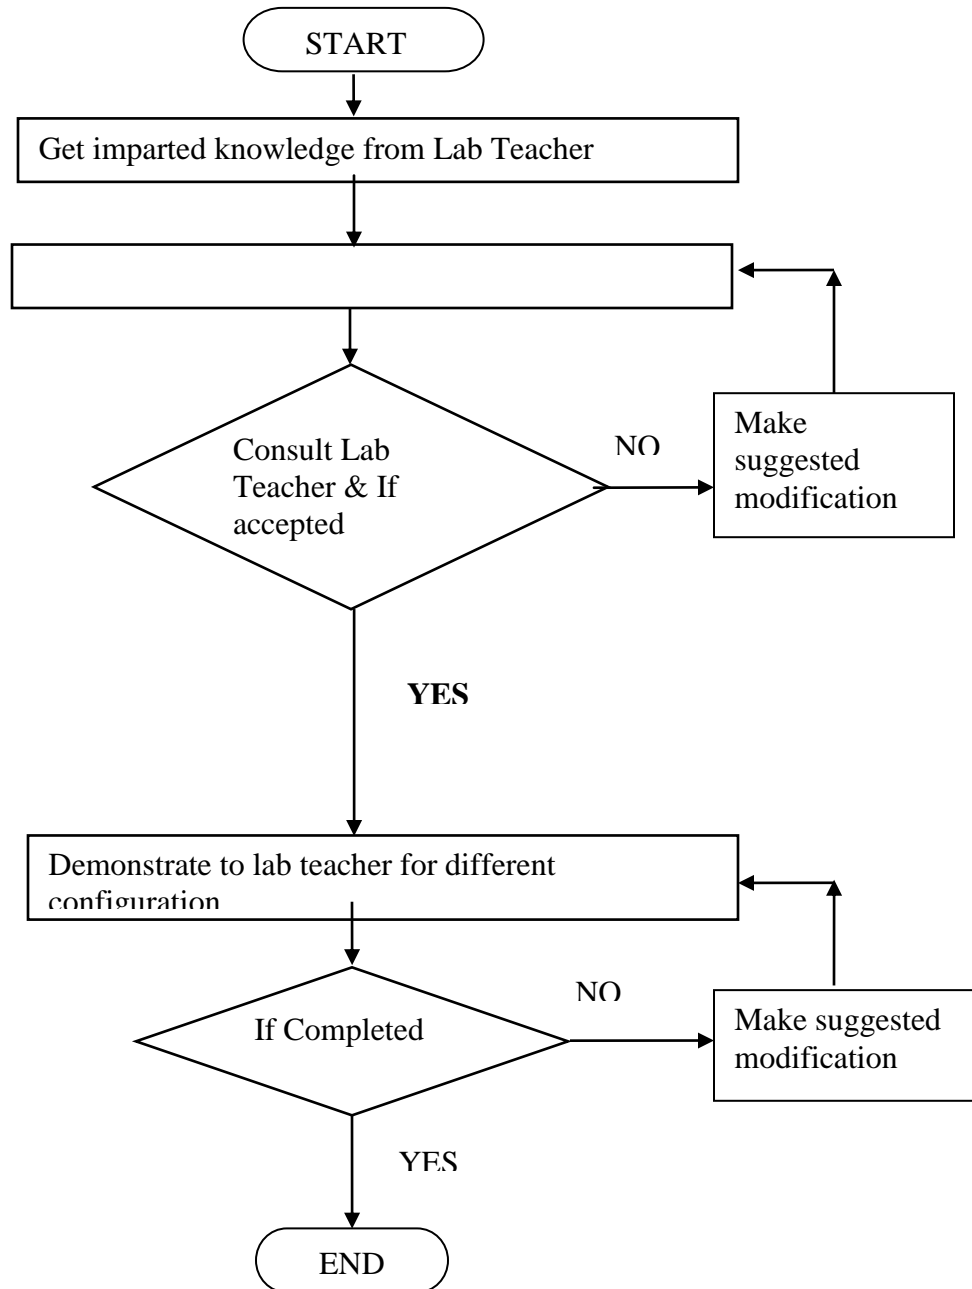 START
Get imparted knowledge from Lab Teacher
Consult Lab
Teacher & If
accepted
NO
Make
suggested
modification
YES
Demonstrate to lab teacher for different
configuration
If Completed
NO
Make suggested
modification
YES
END